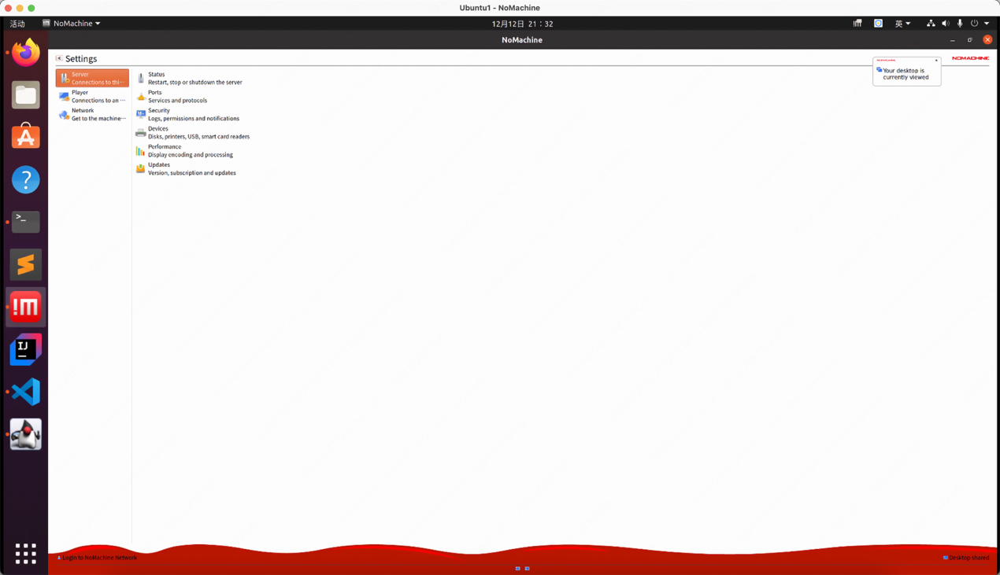 Ubuntu1 - NoMachine
活动
NoMachine
12月12日 21：32
英
NoMachine
Settings
NOMACHINE
NOMACHINE
Your desktop is
currently viewed
Server
Connections to thi···
Player
Connections to an ···
Network
Get to the machine···
Status
Restart, stop or shutdown the server
Ports
Services and protocols
Security
Logs, permissions and notifications
Devices
Disks, printers, USB, smart card readers
Performance
Display encoding and processing
Updates
Version, subscription and updates
A
?
>_
!m
IJ
Login to NoMachine Network
Desktop shared